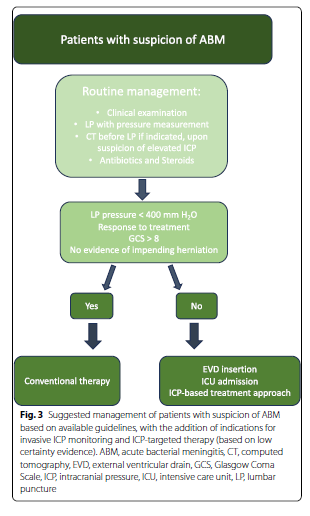 Patients with suspicion of ABM
Routine management:
• Clinical examination
• LP with pressure measurement
• CT before LP if indicated, upon
suspicion of elevated ICP
• Antibiotics and Steroids
LP pressure < 400 mm H₂O
Response to treatment
GCS > 8
No evidence of impending herniation
Yes
No
Conventional therapy
EVD insertion
ICU admission
ICP-based treatment approach
Fig. 3 Suggested management of patients with suspicion of ABM
based on available guidelines, with the addition of indications for
invasive ICP monitoring and ICP-targeted therapy (based on low
certainty evidence). ABM, acute bacterial meningitis, CT, computed
tomography, EVD, external ventricular drain, GCS, Glasgow Coma
Scale, ICP, intracranial pressure, ICU, intensive care unit, LP, lumbar
puncture